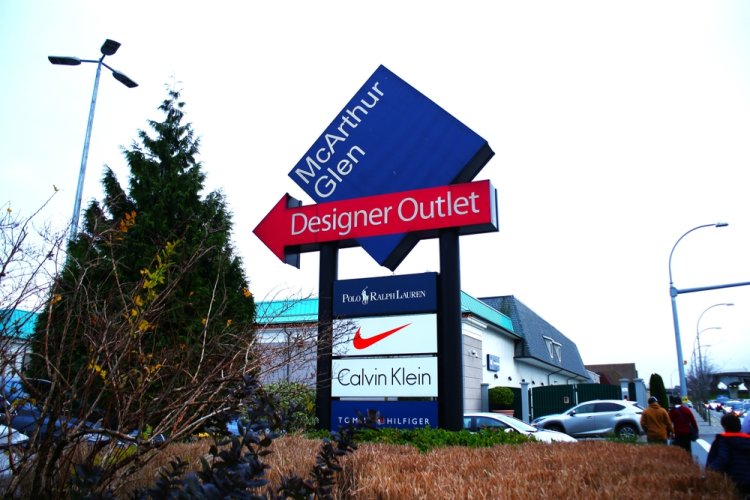 McArthur
Glen
Designer Outlet
POLO RALPH LAUREN
Calvin Klein
TOMMY HILFIGER